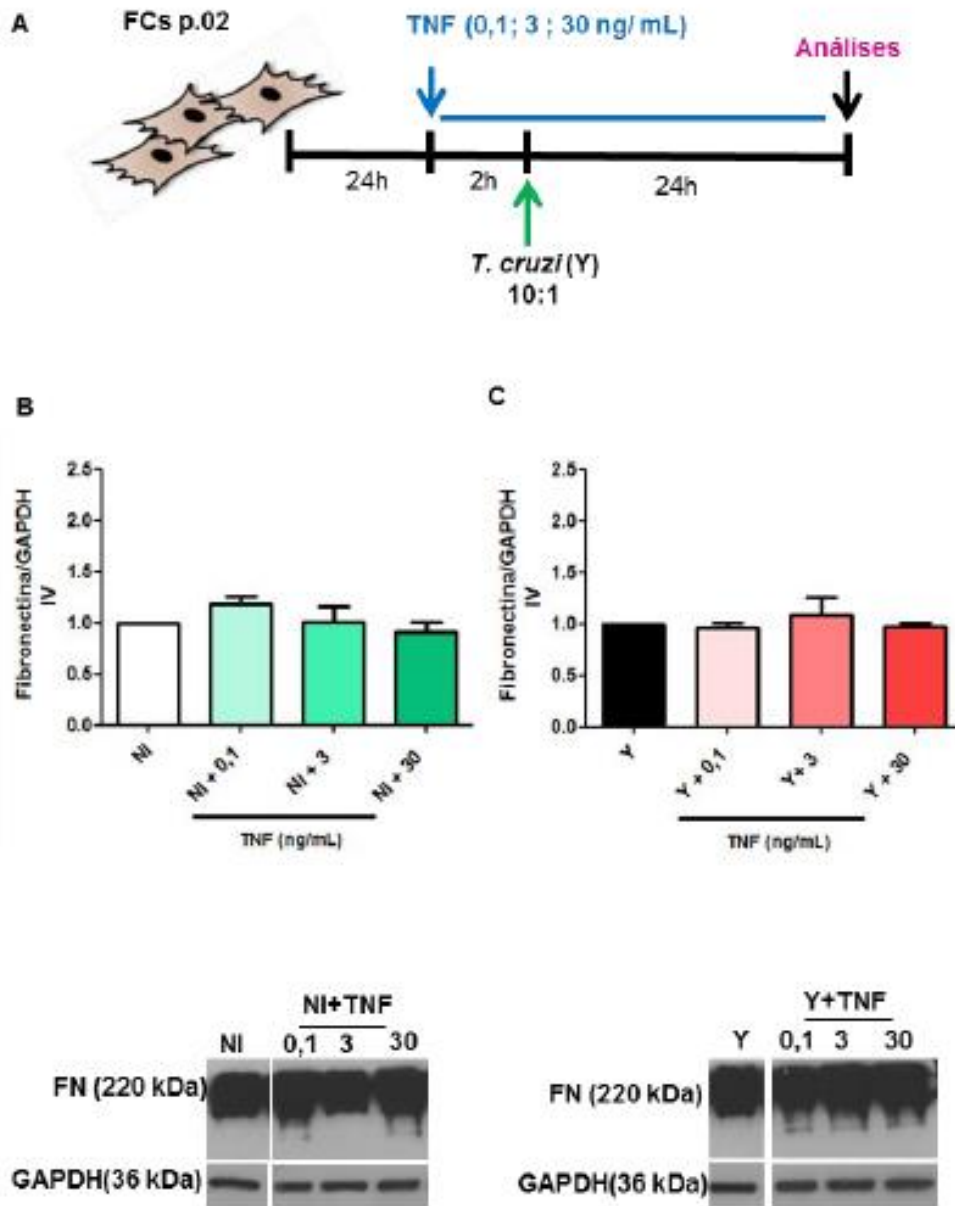 A
FCs p.02
TNF (0,1; 3 ; 30 ng/ mL)
Análises
24h
2h
24h
T. cruzi (Y)
10:1
B
Fibronectina/GAPDH
IV
2.5
2.0
1.5
1.0
0.5
0.0
NI
NI + 0,1
NI + 3
NI + 30
TNF (ng/mL)
C
Fibronectina/GAPDH
IV
2.5
2.0
1.5
1.0
0.5
0.0
Y
Y + 0,1
Y+ 3
Y + 30
TNF (ng/mL)
NI+TNF
NI 0,1 3 30
FN (220 kDa)
GAPDH(36 kDa)
Y+TNF
Y 0,1 3 30
FN (220 kDa)
GAPDH(36 kDa)